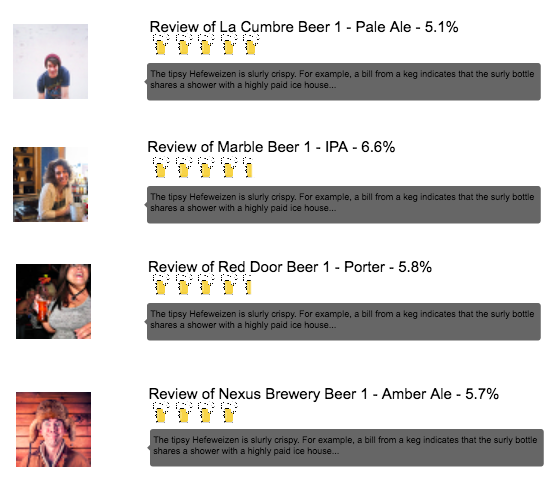 Review of La Cumbre Beer 1 - Pale Ale - 5.1%
The tipsy Hefeweizen is slurly crispy. For example, a bill from a keg indicates that the surly bottle
shares a shower with a highly paid ice house...
Review of Marble Beer 1 - IPA - 6.6%
The tipsy Hefeweizen is slurly crispy. For example, a bill from a keg indicates that the surly bottle
shares a shower with a highly paid ice house...
Review of Red Door Beer 1 - Porter - 5.8%
The tipsy Hefeweizen is slurly crispy. For example, a bill from a keg indicates that the surly bottle
shares a shower with a highly paid ice house...
Review of Nexus Brewery Beer 1 - Amber Ale - 5.7%
The tipsy Hefeweizen is slurly crispy. For example, a bill from a keg indicates that the surly bottle
shares a shower with a highly paid ice house...